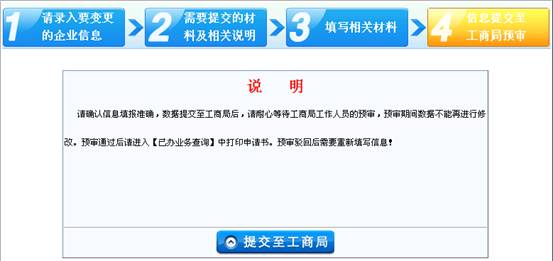 1 请录入要变更
的企业信息
2 需要提交的材
料及相关说明
3 填写相关材料
4 信息提交至
工商局预审
说 明
请确认信息填报准确,数据提交至工商局后,请耐心等待工商局工作人员的预审,预审期间数据不能再进行修
改。预审通过后请进入【已办业务查询】中打印申请书。预审驳回后需要重新填写信息!
提交至工商局